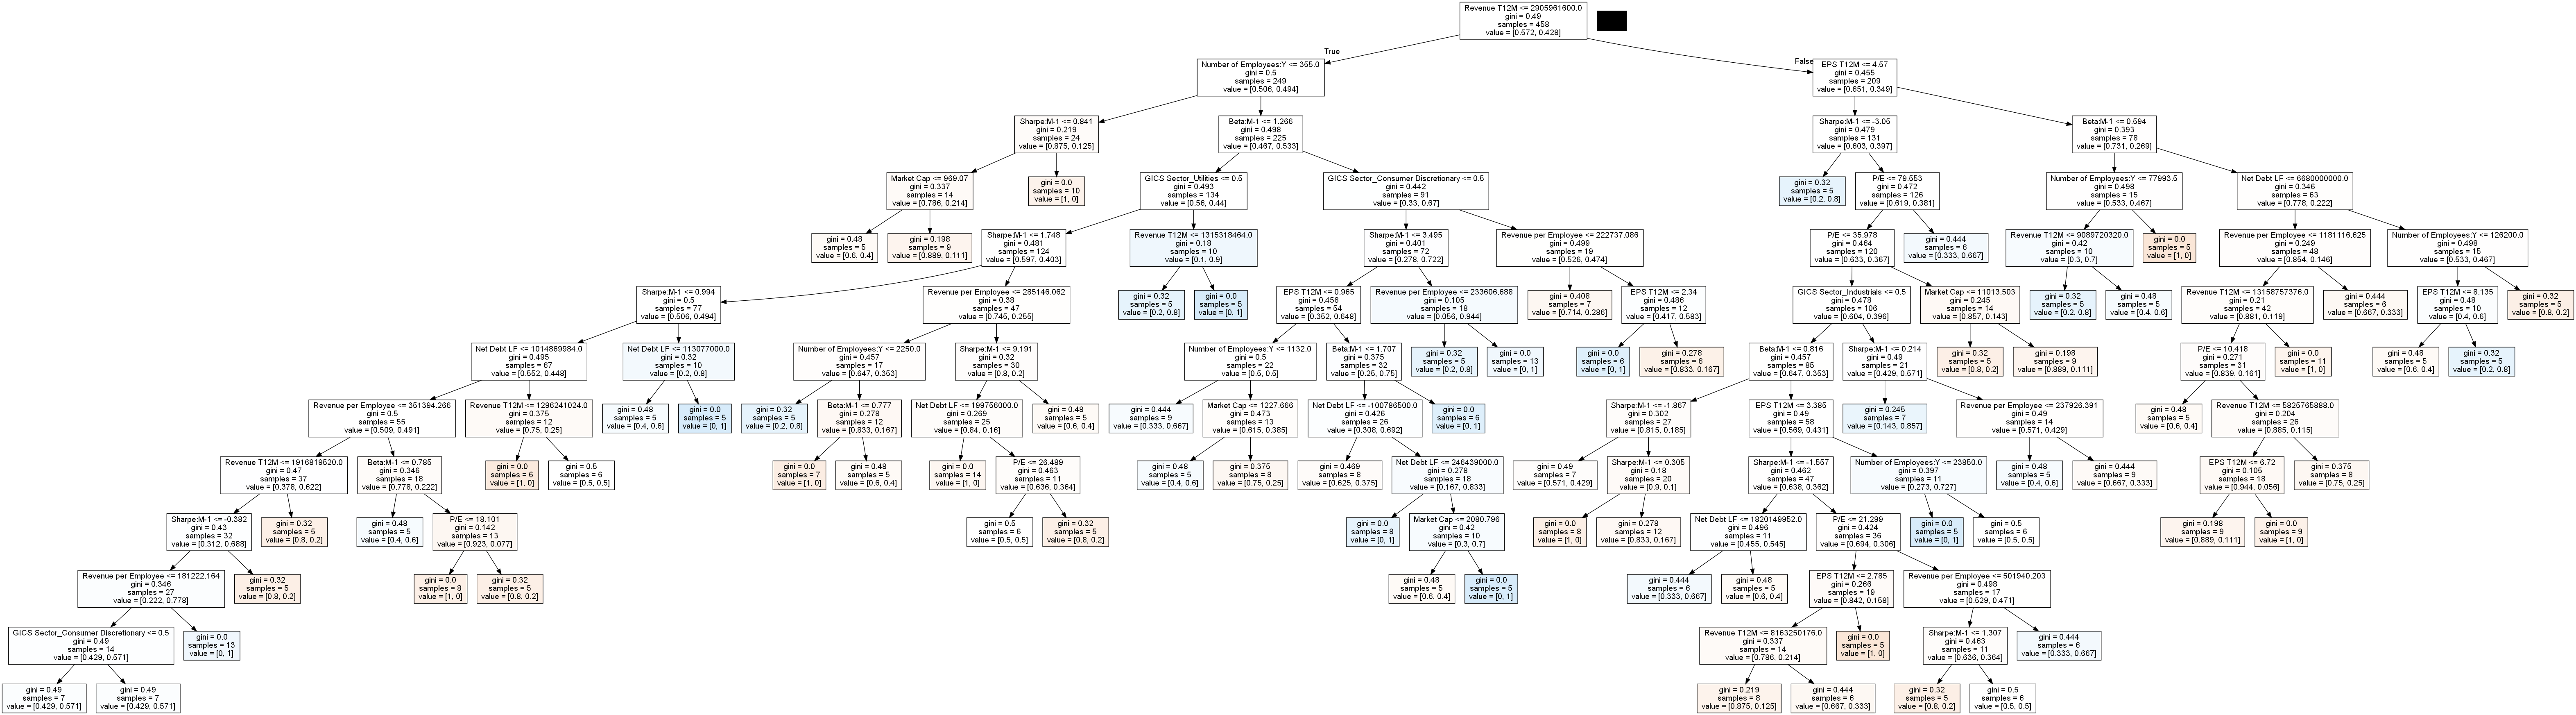 Revenue T12M <= 2905961600.0
gini = 0.49
samples = 458
value = [0.572, 0.428]
True
False
Number of Employees:Y <= 355.0
gini = 0.5
samples = 249
value = [0.506, 0.494]
EPS T12M <= 4.57
gini = 0.455
samples = 209
value = [0.651, 0.349]
Sharpe:M-1 <= 0.841
gini = 0.219
samples = 24
value = [0.875, 0.125]
Beta:M-1 <= 1.266
gini = 0.498
samples = 225
value = [0.467, 0.533]
Sharpe:M-1 <= -3.05
gini = 0.479
samples = 131
value = [0.603, 0.397]
Beta:M-1 <= 0.594
gini = 0.393
samples = 78
value = [0.731, 0.269]
Market Cap <= 969.07
gini = 0.337
samples = 14
value = [0.786, 0.214]
gini = 0.0
samples = 10
value = [1, 0]
GICS Sector_Utilities <= 0.5
gini = 0.493
samples = 134
value = [0.56, 0.44]
GICS Sector_Consumer Discretionary <= 0.5
gini = 0.442
samples = 91
value = [0.33, 0.67]
gini = 0.32
samples = 5
value = [0.2, 0.8]
P/E <= 79.553
gini = 0.472
samples = 126
value = [0.619, 0.381]
Number of Employees:Y <= 77993.5
gini = 0.498
samples = 15
value = [0.533, 0.467]
Net Debt LF <= 6680000000.0
gini = 0.346
samples = 63
value = [0.778, 0.222]
gini = 0.48
samples = 5
value = [0.6, 0.4]
gini = 0.198
samples = 9
value = [0.889, 0.111]
Sharpe:M-1 <= 1.748
gini = 0.481
samples = 124
value = [0.597, 0.403]
Revenue T12M <= 1315318464.0
gini = 0.18
samples = 10
value = [0.1, 0.9]
Sharpe:M-1 <= 3.495
gini = 0.401
samples = 72
value = [0.278, 0.722]
Revenue per Employee <= 222737.086
gini = 0.499
samples = 19
value = [0.526, 0.474]
P/E <= 35.978
gini = 0.464
samples = 120
value = [0.633, 0.367]
gini = 0.444
samples = 6
value = [0.333, 0.667]
Revenue T12M <= 9089720320.0
gini = 0.42
samples = 10
value = [0.3, 0.7]
gini = 0.0
samples = 5
value = [1, 0]
Revenue per Employee <= 1181116.625
gini = 0.249
samples = 48
value = [0.854, 0.146]
Number of Employees:Y <= 126200.0
gini = 0.498
samples = 15
value = [0.533, 0.467]
Sharpe:M-1 <= 0.994
gini = 0.5
samples = 77
value = [0.506, 0.494]
Revenue per Employee <= 285146.062
gini = 0.38
samples = 47
value = [0.745, 0.255]
gini = 0.32
samples = 5
value = [0.2, 0.8]
gini = 0.0
samples = 5
value = [0, 1]
EPS T12M <= 0.965
gini = 0.456
samples = 54
value = [0.352, 0.648]
Revenue per Employee <= 233606.688
gini = 0.105
samples = 18
value = [0.056, 0.944]
gini = 0.408
samples = 7
value = [0.714, 0.286]
EPS T12M <= 2.34
gini = 0.486
samples = 12
value = [0.417, 0.583]
GICS Sector_Industrials <= 0.5
gini = 0.478
samples = 106
value = [0.604, 0.396]
Market Cap <= 11013.503
gini = 0.245
samples = 14
value = [0.857, 0.143]
gini = 0.32
samples = 5
value = [0.2, 0.8]
gini = 0.48
samples = 5
value = [0.4, 0.6]
Revenue T12M <= 13158757376.0
gini = 0.21
samples = 42
value = [0.881, 0.119]
gini = 0.444
samples = 6
value = [0.667, 0.333]
EPS T12M <= 8.135
gini = 0.48
samples = 10
value = [0.4, 0.6]
gini = 0.32
samples = 5
value = [0.8, 0.2]
Net Debt LF <= 1014869984.0
gini = 0.495
samples = 67
value = [0.552, 0.448]
Net Debt LF <= 113077000.0
gini = 0.32
samples = 10
value = [0.2, 0.8]
Number of Employees:Y <= 2250.0
gini = 0.457
samples = 17
value = [0.647, 0.353]
Sharpe:M-1 <= 9.191
gini = 0.32
samples = 30
value = [0.8, 0.2]
Number of Employees:Y <= 1132.0
gini = 0.5
samples = 22
value = [0.5, 0.5]
Beta:M-1 <= 1.707
gini = 0.375
samples = 32
value = [0.25, 0.75]
gini = 0.32
samples = 5
value = [0.2, 0.8]
gini = 0.0
samples = 13
value = [0, 1]
gini = 0.0
samples = 6
value = [0, 1]
gini = 0.278
samples = 6
value = [0.833, 0.167]
Beta:M-1 <= 0.816
gini = 0.457
samples = 85
value = [0.647, 0.353]
Sharpe:M-1 <= 0.214
gini = 0.49
samples = 21
value = [0.429, 0.571]
gini = 0.32
samples = 5
value = [0.8, 0.2]
gini = 0.198
samples = 9
value = [0.889, 0.111]
P/E <= 10.418
gini = 0.271
samples = 31
value = [0.839, 0.161]
gini = 0.0
samples = 11
value = [1, 0]
gini = 0.48
samples = 5
value = [0.6, 0.4]
gini = 0.32
samples = 5
value = [0.2, 0.8]
Revenue per Employee <= 351394.266
gini = 0.5
samples = 55
value = [0.509, 0.491]
Revenue T12M <= 1296241024.0
gini = 0.375
samples = 12
value = [0.75, 0.25]
gini = 0.48
samples = 5
value = [0.4, 0.6]
gini = 0.0
samples = 5
value = [0, 1]
gini = 0.32
samples = 5
value = [0.2, 0.8]
Beta:M-1 <= 0.777
gini = 0.278
samples = 12
value = [0.833, 0.167]
Net Debt LF <= 199756000.0
gini = 0.269
samples = 25
value = [0.84, 0.16]
gini = 0.48
samples = 5
value = [0.6, 0.4]
gini = 0.444
samples = 9
value = [0.333, 0.667]
Market Cap <= 1227.666
gini = 0.473
samples = 13
value = [0.615, 0.385]
Net Debt LF <= -100786500.0
gini = 0.426
samples = 26
value = [0.308, 0.692]
gini = 0.0
samples = 6
value = [0, 1]
Sharpe:M-1 <= -1.867
gini = 0.302
samples = 27
value = [0.815, 0.185]
EPS T12M <= 3.385
gini = 0.49
samples = 58
value = [0.569, 0.431]
gini = 0.245
samples = 7
value = [0.143, 0.857]
Revenue per Employee <= 237926.391
gini = 0.49
samples = 14
value = [0.571, 0.429]
gini = 0.48
samples = 5
value = [0.6, 0.4]
Revenue T12M <= 5825765888.0
gini = 0.204
samples = 26
value = [0.885, 0.115]
Revenue T12M <= 1916819520.0
gini = 0.47
samples = 37
value = [0.378, 0.622]
Beta:M-1 <= 0.785
gini = 0.346
samples = 18
value = [0.778, 0.222]
gini = 0.0
samples = 6
value = [1, 0]
gini = 0.5
samples = 6
value = [0.5, 0.5]
gini = 0.0
samples = 7
value = [1, 0]
gini = 0.48
samples = 5
value = [0.6, 0.4]
gini = 0.0
samples = 14
value = [1, 0]
P/E <= 26.489
gini = 0.463
samples = 11
value = [0.636, 0.364]
gini = 0.48
samples = 5
value = [0.4, 0.6]
gini = 0.375
samples = 8
value = [0.75, 0.25]
gini = 0.469
samples = 8
value = [0.625, 0.375]
Net Debt LF <= 246439000.0
gini = 0.278
samples = 18
value = [0.167, 0.833]
gini = 0.49
samples = 7
value = [0.571, 0.429]
Sharpe:M-1 <= 0.305
gini = 0.18
samples = 20
value = [0.9, 0.1]
Sharpe:M-1 <= -1.557
gini = 0.462
samples = 47
value = [0.638, 0.362]
Number of Employees:Y <= 23850.0
gini = 0.397
samples = 11
value = [0.273, 0.727]
gini = 0.48
samples = 5
value = [0.4, 0.6]
gini = 0.444
samples = 9
value = [0.667, 0.333]
EPS T12M <= 6.72
gini = 0.105
samples = 18
value = [0.944, 0.056]
gini = 0.375
samples = 8
value = [0.75, 0.25]
Sharpe:M-1 <= -0.382
gini = 0.43
samples = 32
value = [0.312, 0.688]
gini = 0.32
samples = 5
value = [0.8, 0.2]
gini = 0.48
samples = 5
value = [0.4, 0.6]
P/E <= 18.101
gini = 0.142
samples = 13
value = [0.923, 0.077]
gini = 0.5
samples = 6
value = [0.5, 0.5]
gini = 0.32
samples = 5
value = [0.8, 0.2]
gini = 0.0
samples = 8
value = [0, 1]
Market Cap <= 2080.796
gini = 0.42
samples = 10
value = [0.3, 0.7]
gini = 0.0
samples = 8
value = [1, 0]
gini = 0.278
samples = 12
value = [0.833, 0.167]
Net Debt LF <= 1820149952.0
gini = 0.496
samples = 11
value = [0.455, 0.545]
P/E <= 21.299
gini = 0.424
samples = 36
value = [0.694, 0.306]
gini = 0.0
samples = 5
value = [0, 1]
gini = 0.5
samples = 6
value = [0.5, 0.5]
gini = 0.198
samples = 9
value = [0.889, 0.111]
gini = 0.0
samples = 9
value = [1, 0]
Revenue per Employee <= 181222.164
gini = 0.346
samples = 27
value = [0.222, 0.778]
gini = 0.32
samples = 5
value = [0.8, 0.2]
gini = 0.0
samples = 8
value = [1, 0]
gini = 0.32
samples = 5
value = [0.8, 0.2]
gini = 0.48
samples = 5
value = [0.6, 0.4]
gini = 0.0
samples = 5
value = [0, 1]
gini = 0.444
samples = 6
value = [0.333, 0.667]
gini = 0.48
samples = 5
value = [0.6, 0.4]
EPS T12M <= 2.785
gini = 0.266
samples = 19
value = [0.842, 0.158]
Revenue per Employee <= 501940.203
gini = 0.498
samples = 17
value = [0.529, 0.471]
GICS Sector_Consumer Discretionary <= 0.5
gini = 0.49
samples = 14
value = [0.429, 0.571]
gini = 0.0
samples = 13
value = [0, 1]
Revenue T12M <= 8163250176.0
gini = 0.337
samples = 14
value = [0.786, 0.214]
gini = 0.0
samples = 5
value = [1, 0]
Sharpe:M-1 <= 1.307
gini = 0.463
samples = 11
value = [0.636, 0.364]
gini = 0.444
samples = 6
value = [0.333, 0.667]
gini = 0.49
samples = 7
value = [0.429, 0.571]
gini = 0.49
samples = 7
value = [0.429, 0.571]
gini = 0.219
samples = 8
value = [0.875, 0.125]
gini = 0.444
samples = 6
value = [0.667, 0.333]
gini = 0.32
samples = 5
value = [0.8, 0.2]
gini = 0.5
samples = 6
value = [0.5, 0.5]